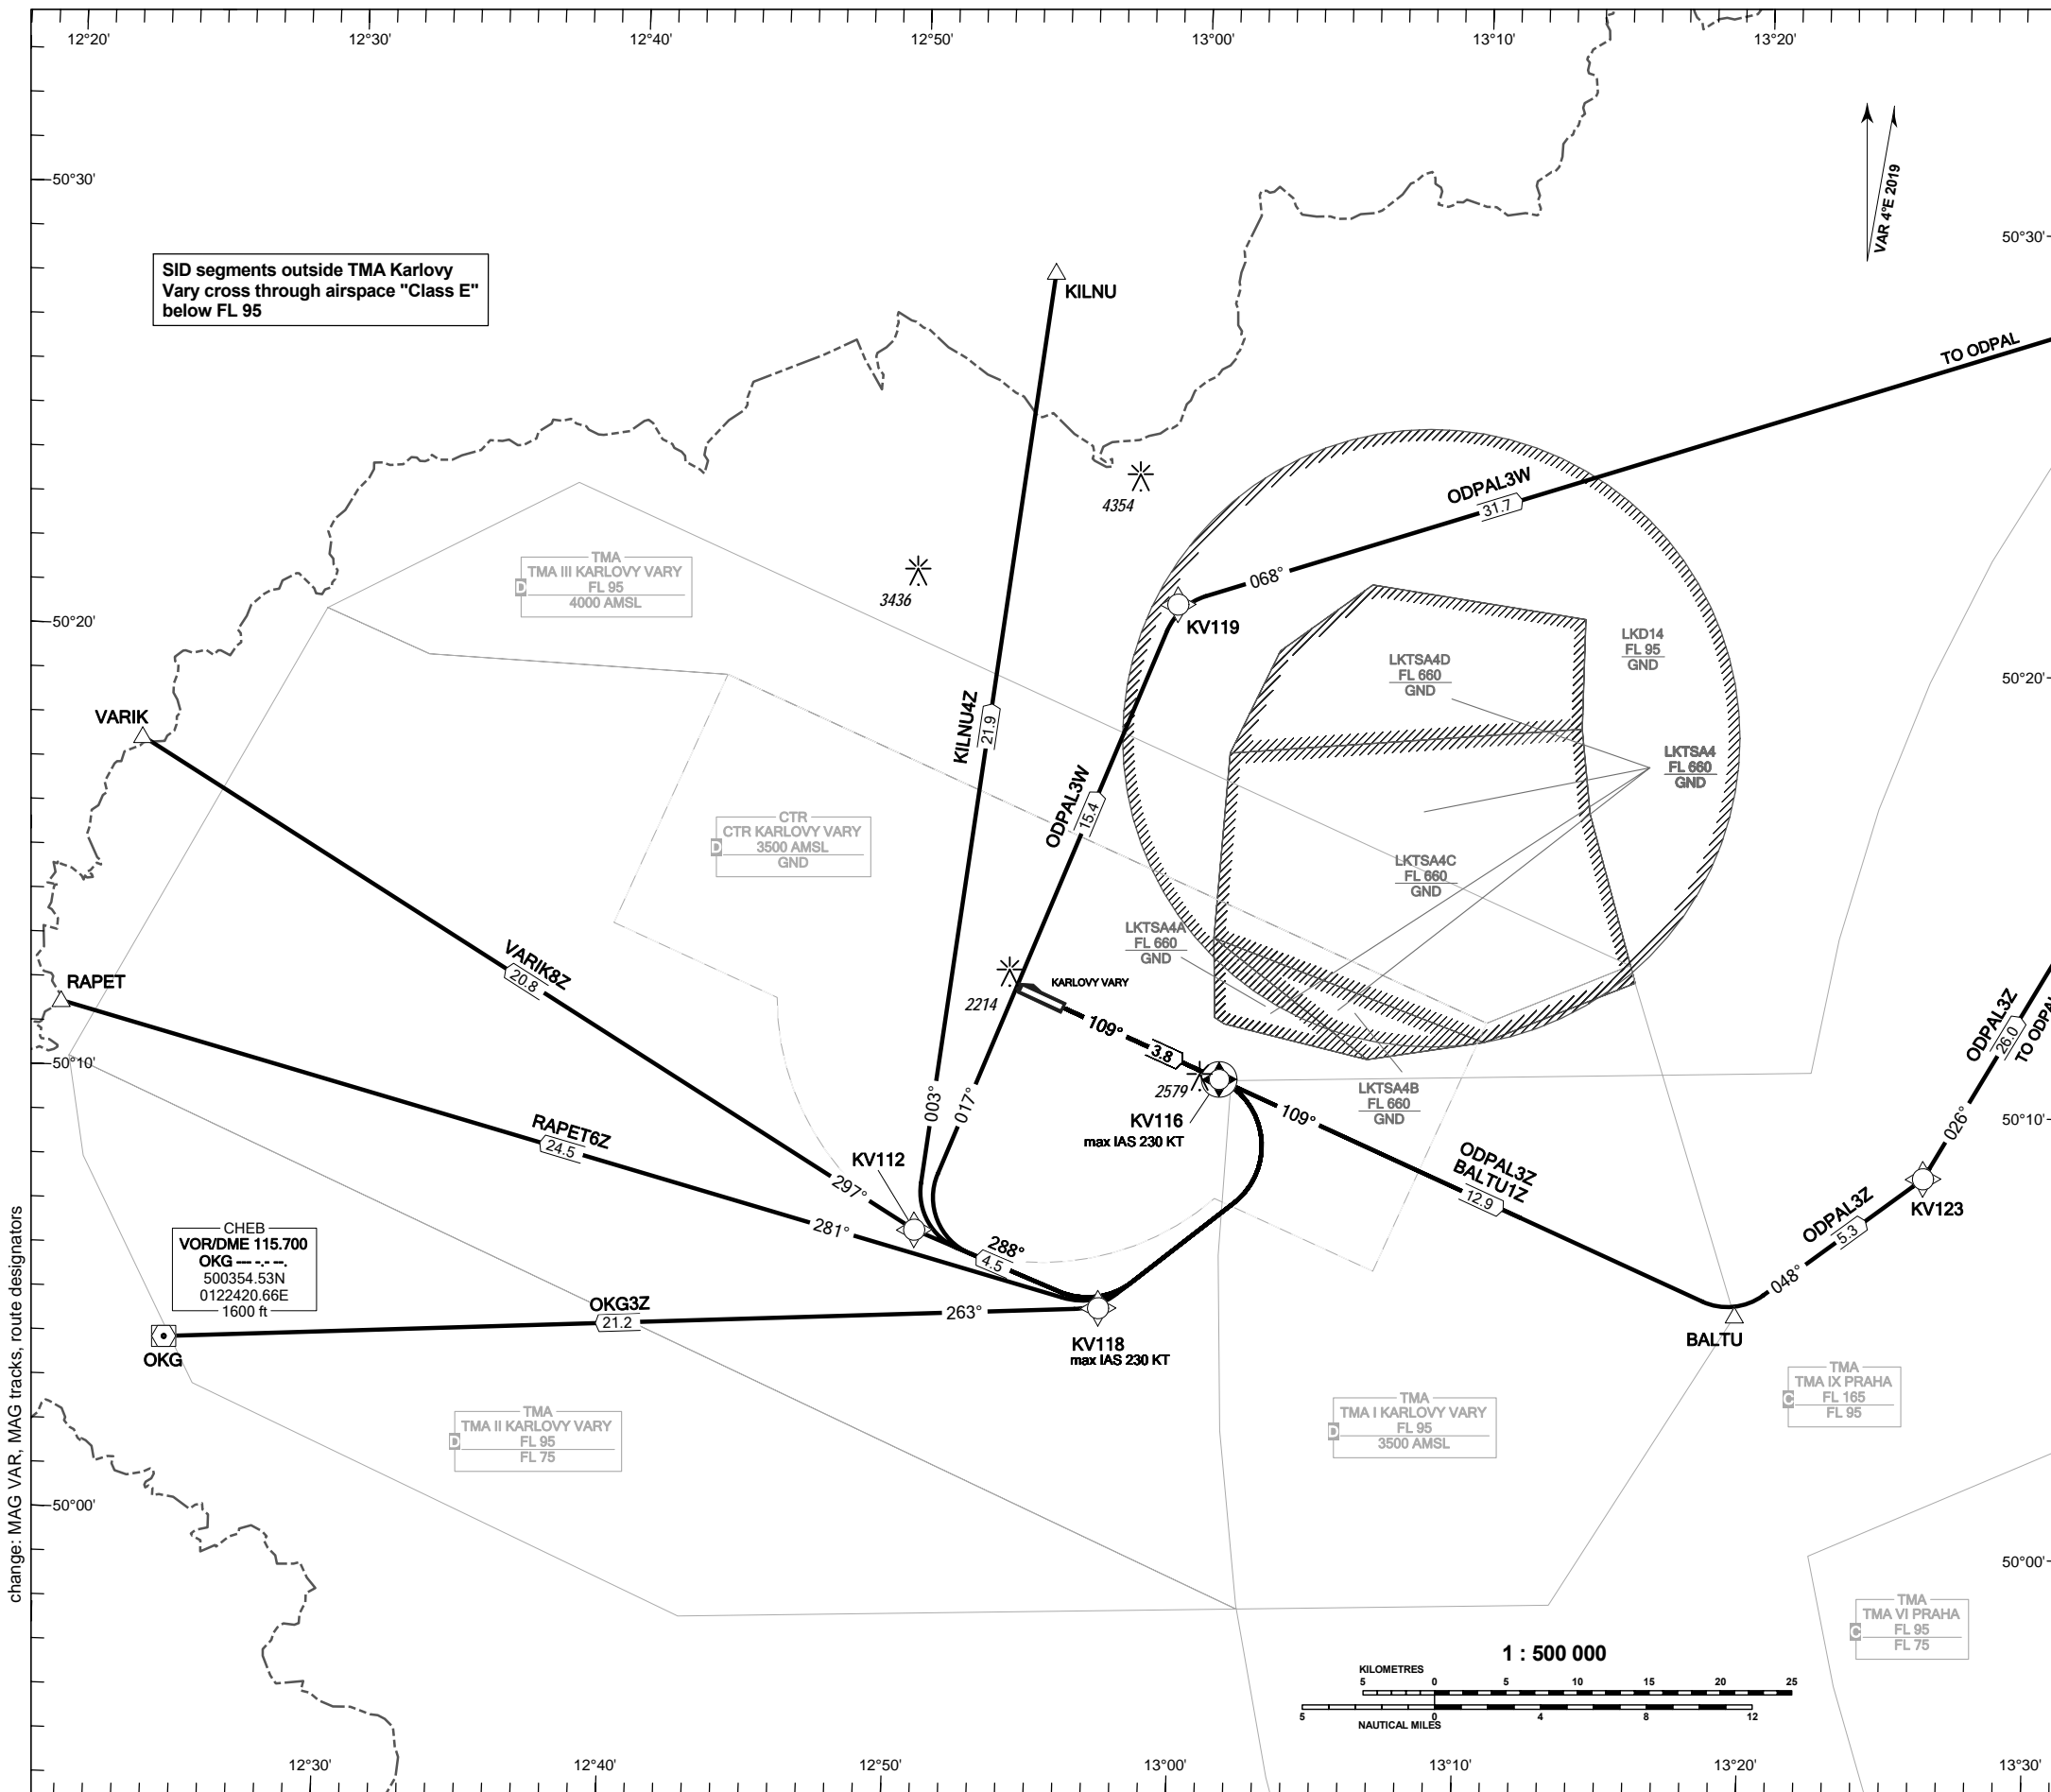 12°20'
12°30'
12°40'
12°50'
13°00'
13°10'
13°20'
50°30'
VAR 4°E 2019
50°30'
SID segments outside TMA Karlovy
Vary cross through airspace "Class E"
below FL 95
KILNU
TO ODPAL
ODPAL3W
31.7
4354
TMA
TMA III KARLOVY VARY
D
FL 95
4000 AMSL
3436
068°
50°20'
KV119
LKD14
FL 95
GND
LKTSA4D
FL 660
GND
50°20'
VARIK
KILNU4Z
21.9
LKTSA4
FL 660
GND
ODPAL3W
15.4
CTR
CTR KARLOVY VARY
D
3500 AMSL
GND
LKTSA4C
FL 660
GND
LKTSA4A
FL 660
GND
VARIK8Z
20.8
RAPET
KARLOVY VARY
2214
109°
3.8
ODPAL3Z
26.0
TO ODPAL
50°10'
2579
KV116
max IAS 230 KT
LKTSA4B
FL 660
GND
003°
017°
109°
026°
50°10'
RAPET6Z
24.5
KV112
297°
ODPAL3Z
BALTU1Z
12.9
KV123
ODPAL3Z
5.3
281°
288°
4.5
048°
CHEB
VOR/DME 115.700
OKG --- -.- --.
500354.53N
0122420.66E
1600 ft
OKG3Z
21.2
263°
OKG
KV118
max IAS 230 KT
BALTU
TMA
TMA IX PRAHA
C
FL 165
FL 95
TMA
TMA I KARLOVY VARY
D
FL 95
3500 AMSL
TMA
TMA II KARLOVY VARY
D
FL 95
FL 75
50°00'
50°00'
change: MAG VAR, MAG tracks, route designators
TMA
TMA VI PRAHA
C
FL 95
FL 75
1 : 500 000
KILOMETRES
5 0 5 10 15 20 25
5 0 4 8 12
NAUTICAL MILES
12°30'
12°40'
12°50'
13°00'
13°10'
13°20'
13°30'